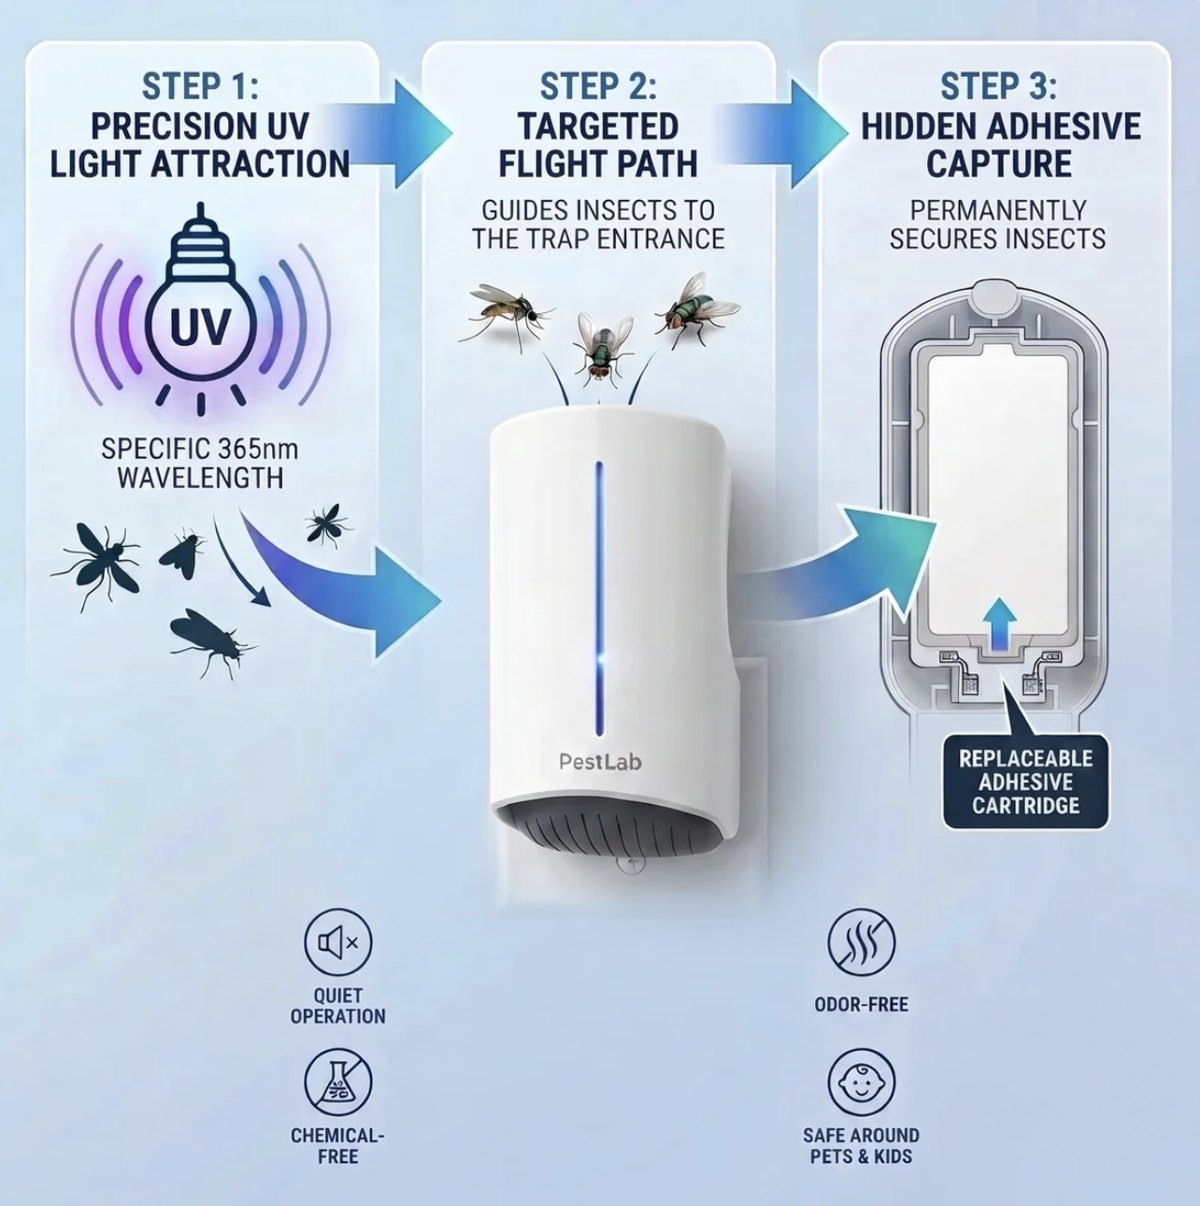 STEP 1:
PRECISION UV
LIGHT ATTRACTION
UV
SPECIFIC 365nm
WAVELENGTH
STEP 2:
TARGETED
FLIGHT PATH
GUIDES INSECTS TO
THE TRAP ENTRANCE
PestLab
STEP 3:
HIDDEN ADHESIVE
CAPTURE
PERMANENTLY
SECURES INSECTS
REPLACEABLE
ADHESIVE
CARTRIDGE
QUIET
OPERATION
ODOR-FREE
CHEMICAL-
FREE
SAFE AROUND
PETS & KIDS